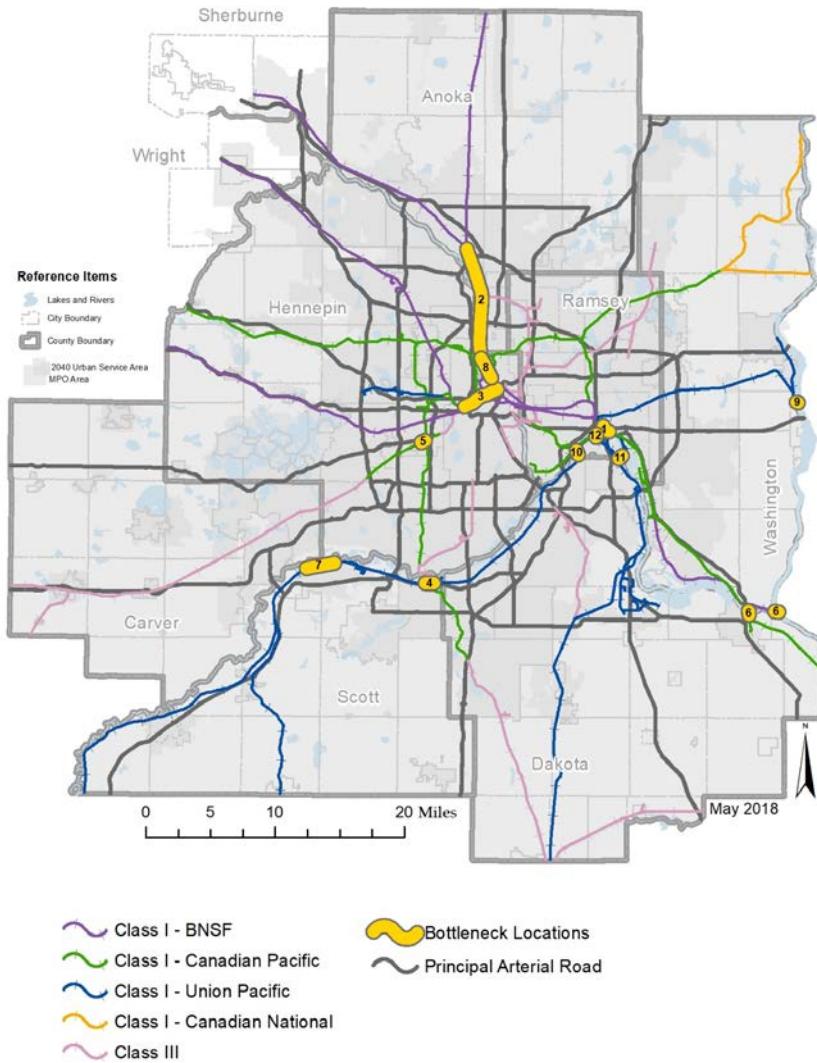 Sherburne
Anoka
Wright
Reference Items
Lakes and Rivers
City Boundary
County Boundary
2040 Urban Service Area
MPO Area
Hennepin
Ramsey
2
8
3
5
1
12
10
11
9
Washington
7
4
6
6
Carver
Scott
Dakota
N
May 2018
0 5 10 20 Miles
Class I - BNSF
Class I - Canadian Pacific
Class I - Union Pacific
Class I - Canadian National
Class III
Bottleneck Locations
Principal Arterial Road